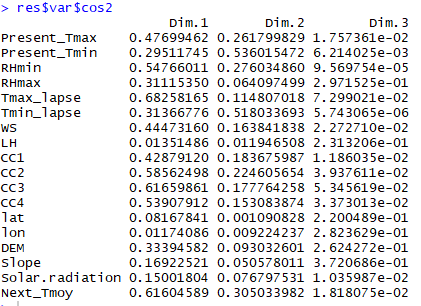 > res$var$cos2
Dim.1 Dim.2 Dim.3
Present_Tmax 0.47699462 0.261799829 1.757361e-02
Present_Tmin 0.29511745 0.536015472 6.214025e-03
RHmin 0.54766011 0.276034860 9.569754e-05
RHmax 0.31115350 0.064097499 2.971525e-01
Tmax_lapse 0.68258165 0.114807018 7.299021e-02
Tmin_lapse 0.31366776 0.518033693 5.743065e-06
WS 0.44473160 0.163841838 2.272710e-02
LH 0.01351486 0.011946508 2.313206e-01
CC1 0.42879120 0.183675987 1.186035e-02
CC2 0.58562498 0.224605654 3.937611e-02
CC3 0.61659861 0.177764258 5.345619e-02
CC4 0.53907912 0.153083874 3.373013e-02
lat 0.08167841 0.001090828 2.200489e-01
lon 0.01174086 0.009224237 2.823629e-01
DEM 0.33394582 0.093032601 2.624272e-01
Slope 0.16922521 0.050578011 3.720686e-01
Solar.radiation 0.15001804 0.076797531 1.035987e-02
Next_Tmoy 0.61604589 0.305033982 1.818075e-02